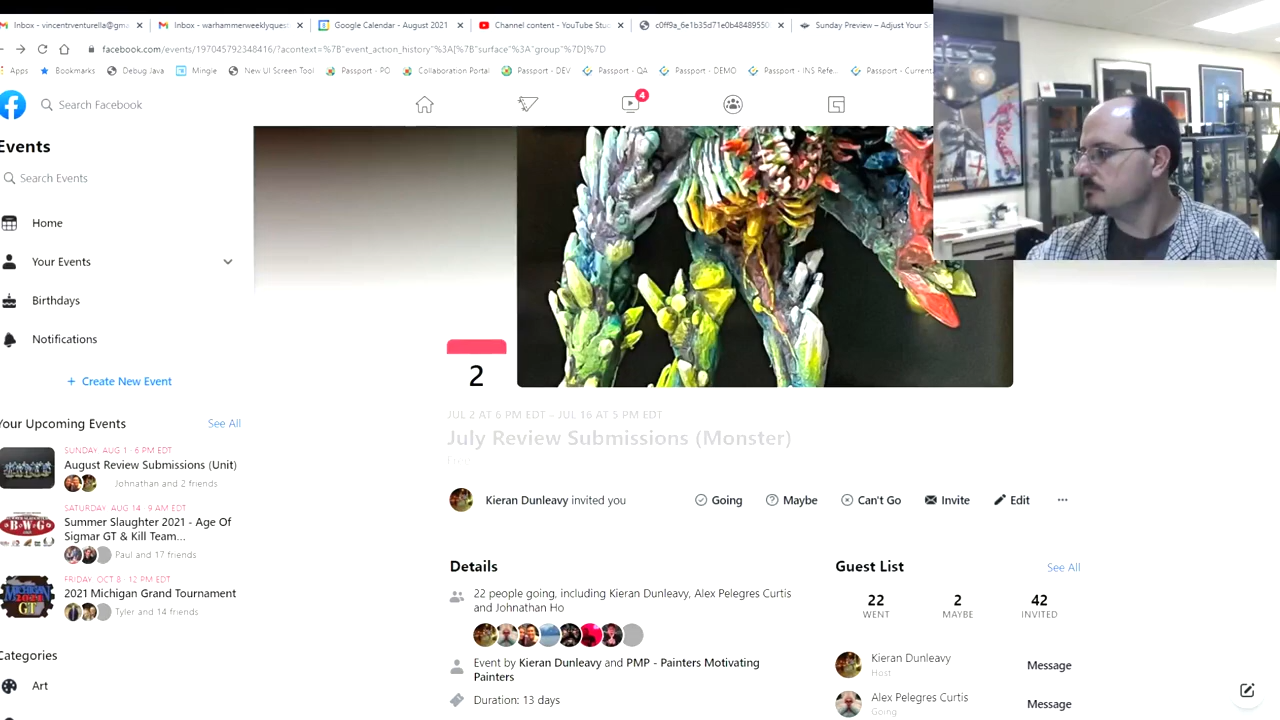 Inbox - vincentrventurella@gma
Inbox - warhammerweeklyques
Google Calendar - August 2021
Channel content - YouTube Stu
c0ff9a_6e1b35d71e0b48489550
Sunday Preview – Adjust Your S
facebook.com/events/197045792348416/?acontext=%7B"event_action_history"%3A[%7B"surface"%3A"group"%7D]%7D
Apps
Bookmarks
Debug Java
Mingle
New UI Screen Tool
Passport - PO
Collaboration Portal
Passport - DEV
Passport - QA
Passport - DEMO
Passport - INS Refe...
Passport - Current
Search Facebook
4
Events
Search Events
Home
Your Events
Birthdays
Notifications
+ Create New Event
Your Upcoming Events
See All
SUNDAY, AUG 1 · 6 PM EDT
August Review Submissions (Unit)
Johnathan and 2 friends
SATURDAY, AUG 14 · 9 AM EDT
Summer Slaughter 2021 - Age Of
Sigmar GT & Kill Team...
Paul and 17 friends
FRIDAY, OCT 8 · 12 PM EDT
2021 Michigan Grand Tournament
Tyler and 14 friends
Categories
Art
2
JUL 2 AT 6 PM EDT – JUL 16 AT 5 PM EDT
July Review Submissions (Monster)
Kieran Dunleavy invited you
Going
Maybe
Can't Go
Invite
Edit
Details
22 people going, including Kieran Dunleavy, Alex Pelegres Curtis
and Johnathan Ho
Event by Kieran Dunleavy and PMP - Painters Motivating
Painters
Duration: 13 days
Guest List
See All
22
WENT
2
MAYBE
42
INVITED
Kieran Dunleavy
Host
Message
Alex Pelegres Curtis
Going
Message